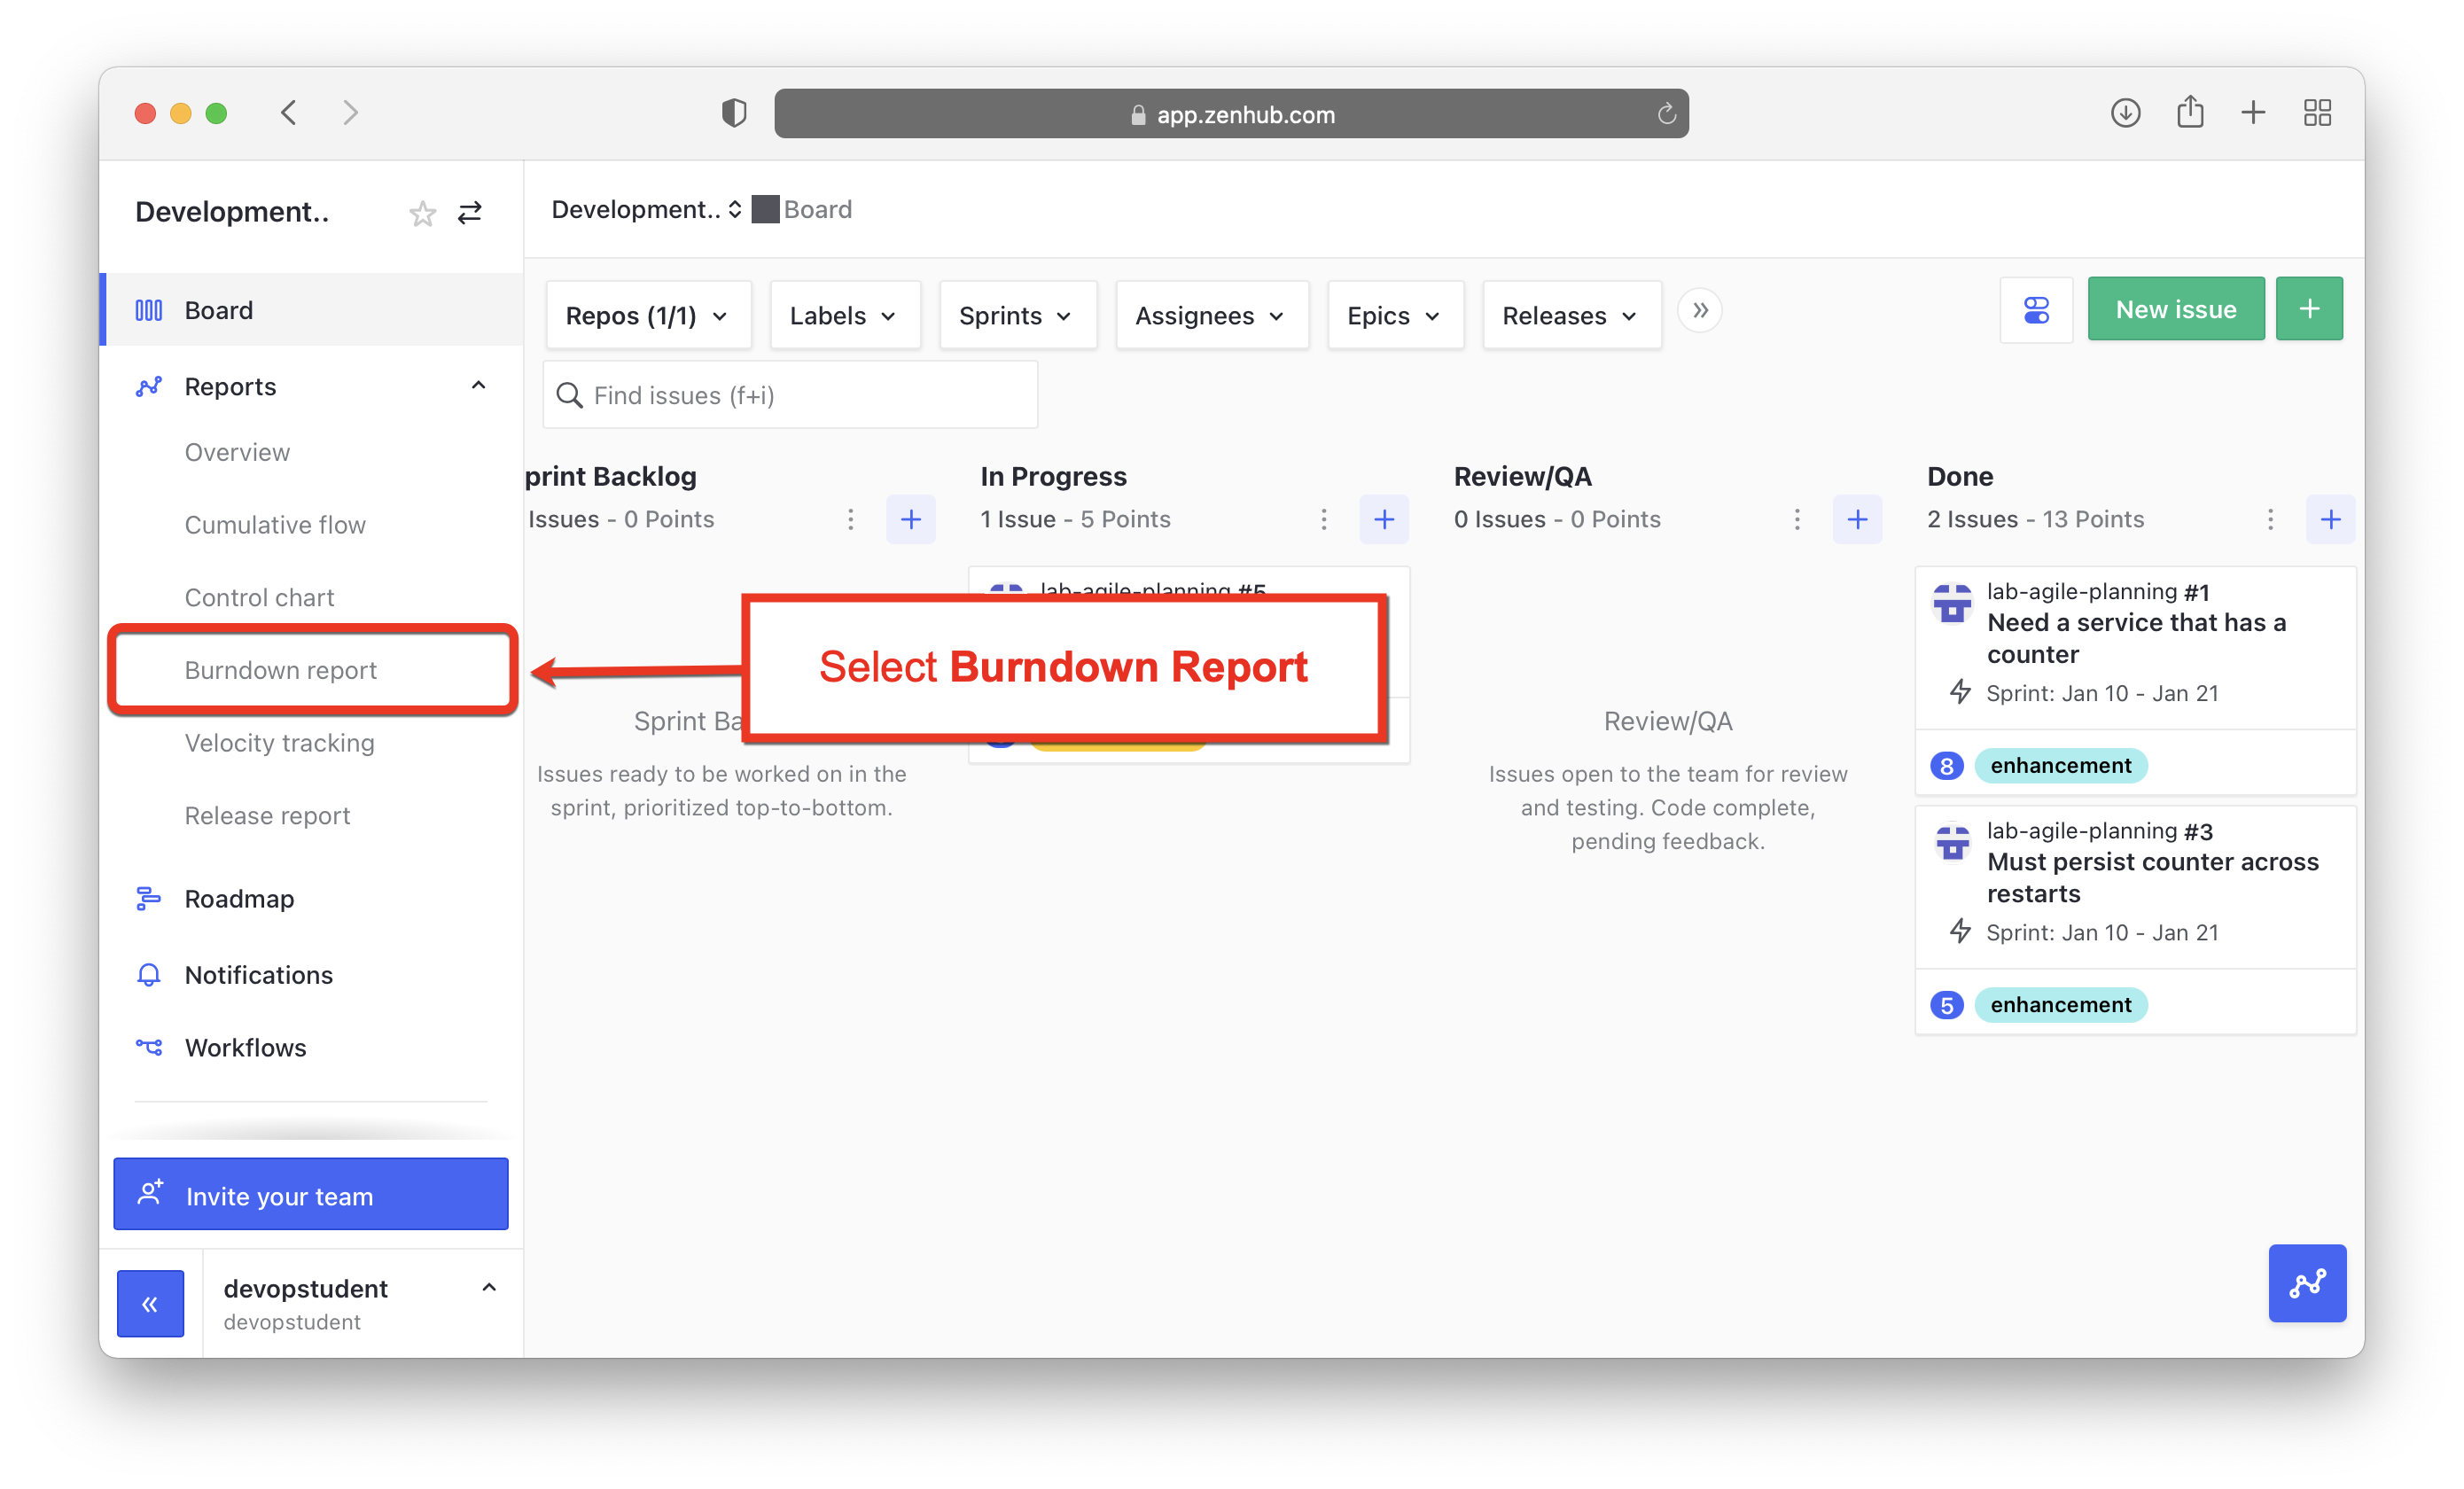 app.zenhub.com
Development..
Development.. Board
Board
Reports
Overview
Cumulative flow
Control chart
Burndown report
Velocity tracking
Release report
Roadmap
Notifications
Workflows
Invite your team
devopstudent
devopstudent
Repos (1/1)
Labels
Sprints
Assignees
Epics
Releases
New issue
Find issues (f+i)
print Backlog
Issues - 0 Points
Sprint Ba
Issues ready to be worked on in the
sprint, prioritized top-to-bottom.
In Progress
1 Issue - 5 Points
lab-agile-planning #5
Select Burndown Report
Review/QA
0 Issues - 0 Points
Review/QA
Issues open to the team for review
and testing. Code complete,
pending feedback.
Done
2 Issues - 13 Points
lab-agile-planning #1
Need a service that has a
counter
Sprint: Jan 10 - Jan 21
8 enhancement
lab-agile-planning #3
Must persist counter across
restarts
Sprint: Jan 10 - Jan 21
5 enhancement